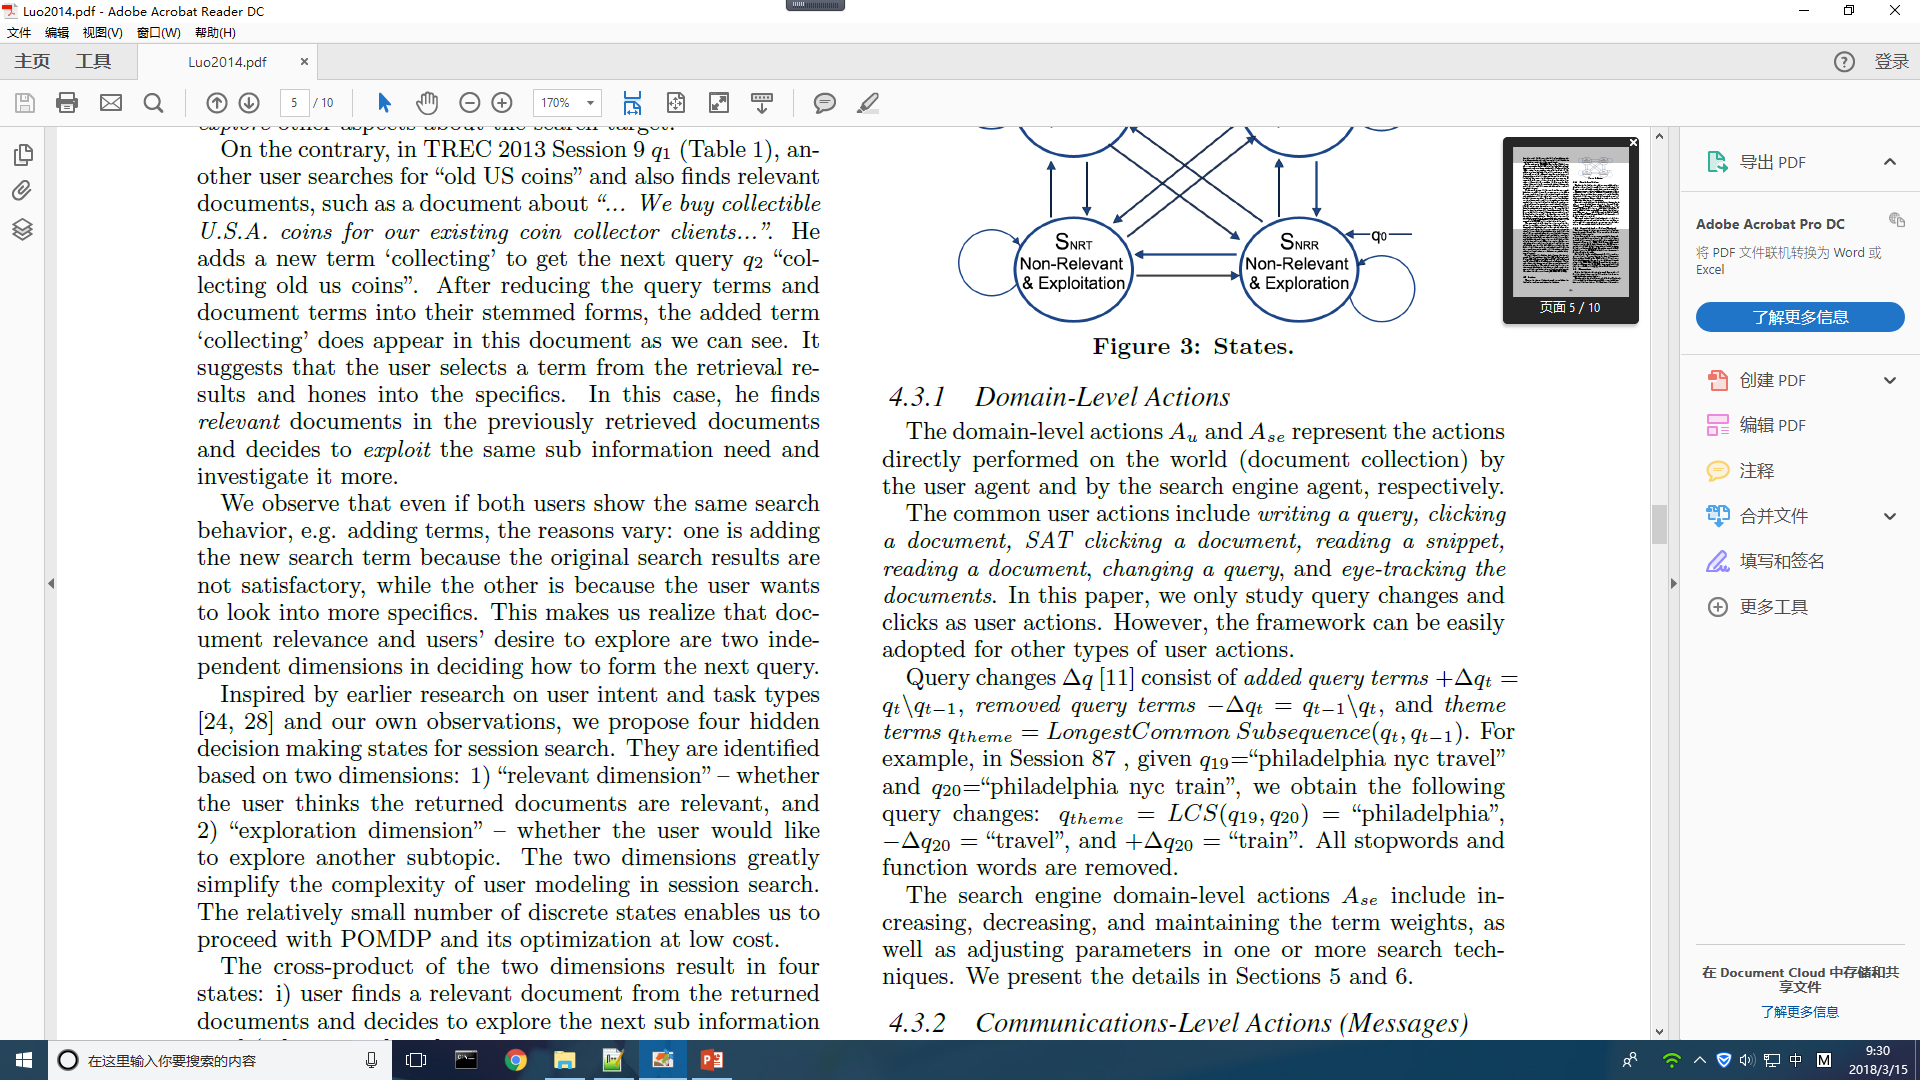 Luo2014.pdf - Adobe Acrobat Reader DC
文件 编辑 视图(V) 窗口(W) 帮助(H)
主页 工具 Luo2014.pdf × 登录
5 / 10 170%
explore other aspects about the search target.
On the contrary, in TREC 2013 Session 9 q1 (Table 1), an-
other user searches for “old US coins” and also finds relevant
documents, such as a document about “... We buy collectible
U.S.A. coins for our existing coin collector clients...”. He
adds a new term ‘collecting’ to get the next query q2 “col-
lecting old us coins”. After reducing the query terms and
document terms into their stemmed forms, the added term
‘collecting’ does appear in this document as we can see. It
suggests that the user selects a term from the retrieval re-
sults and hones into the specifics. In this case, he finds
relevant documents in the previously retrieved documents
and decides to exploit the same sub information need and
investigate it more.
We observe that even if both users show the same search
behavior, e.g. adding terms, the reasons vary: one is adding
the new search term because the original search results are
not satisfactory, while the other is because the user wants
to look into more specifics. This makes us realize that doc-
ument relevance and users’ desire to explore are two inde-
pendent dimensions in deciding how to form the next query.
Inspired by earlier research on user intent and task types
[24, 28] and our own observations, we propose four hidden
decision making states for session search. They are identified
based on two dimensions: 1) “relevant dimension” – whether
the user thinks the returned documents are relevant, and
2) “exploration dimension” – whether the user would like
to explore another subtopic. The two dimensions greatly
simplify the complexity of user modeling in session search.
The relatively small number of discrete states enables us to
proceed with POMDP and its optimization at low cost.
The cross-product of the two dimensions result in four
states: i) user finds a relevant document from the returned
documents and decides to explore the next sub information
SNRT
Non-Relevant
& Exploitation
SNRR
Non-Relevant
& Exploration
q0
Figure 3: States.
4.3.1 Domain-Level Actions
The domain-level actions Au and Ase represent the actions
directly performed on the world (document collection) by
the user agent and by the search engine agent, respectively.
The common user actions include writing a query, clicking
a document, SAT clicking a document, reading a snippet,
reading a document, changing a query, and eye-tracking the
documents. In this paper, we only study query changes and
clicks as user actions. However, the framework can be easily
adopted for other types of user actions.
Query changes Δq [11] consist of added query terms +Δqt =
qt\qt−1, removed query terms −Δqt = qt−1\qt, and theme
terms qtheme = LongestCommon Subsequence(qt, qt−1). For
example, in Session 87 , given q19=“philadelphia nyc travel”
and q20=“philadelphia nyc train”, we obtain the following
query changes: qtheme = LCS(q19, q20) = “philadelphia”,
−Δq20 = “travel”, and +Δq20 = “train”. All stopwords and
function words are removed.
The search engine domain-level actions Ase include in-
creasing, decreasing, and maintaining the term weights, as
well as adjusting parameters in one or more search tech-
niques. We present the details in Sections 5 and 6.
4.3.2 Communications-Level Actions (Messages)
页面 5 / 10
导出 PDF
Adobe Acrobat Pro DC
将 PDF 文件联机转换为 Word 或
Excel
了解更多信息
创建 PDF
编辑 PDF
注释
合并文件
填写和签名
更多工具
在 Document Cloud 中存储和共
享文件
了解更多信息
在这里输入你要搜索的内容
中 M
9:30
2018/3/15